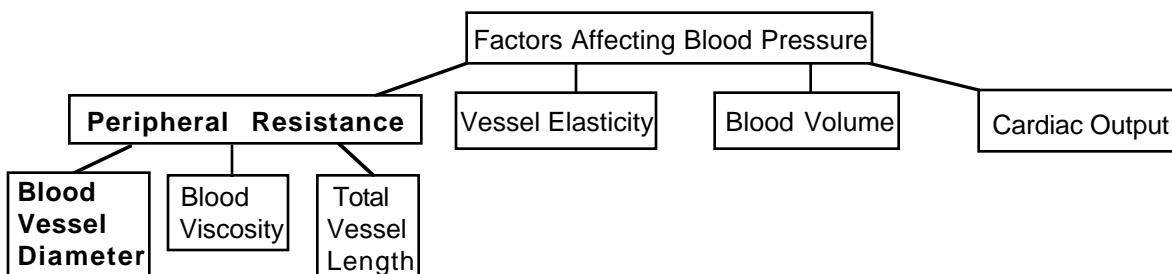 Factors Affecting Blood Pressure
Peripheral Resistance
Vessel Elasticity
Blood Volume
Cardiac Output
Blood
Vessel
Diameter
Blood
Viscosity
Total
Vessel
Length